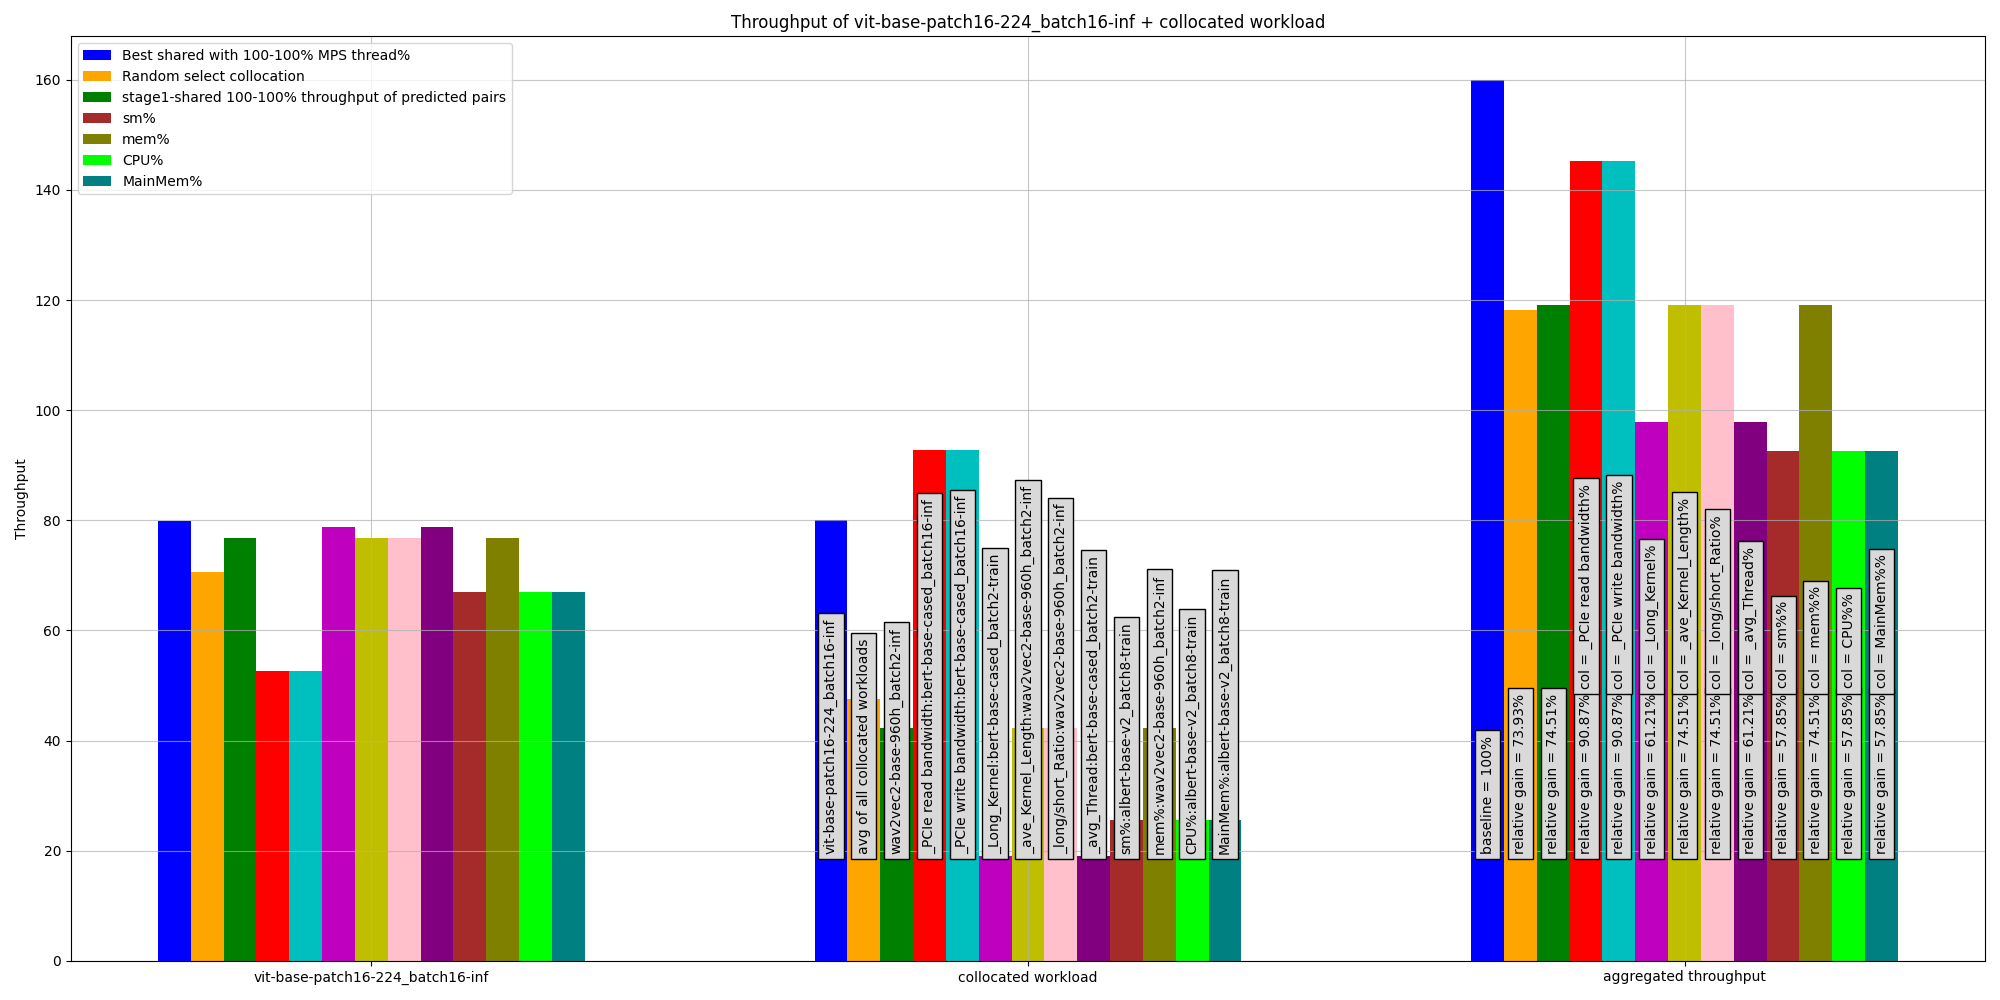 Throughput of vit-base-patch16-224_batch16-inf + collocated workload
Best shared with 100-100% MPS thread%
Random select collocation
stage1-shared 100-100% throughput of predicted pairs
sm%
mem%
CPU%
MainMem%
Throughput
160
140
120
100
80
60
40
20
0
vit-base-patch16-224_batch16-inf
avg of all collocated workloads
wav2vec2-base-960h_batch2-inf
_PCIe read bandwidth:bert-base-cased_batch16-inf
_PCIe write bandwidth:bert-base-cased_batch16-inf
_Long_Kernel:bert-base-cased_batch2-train
_ave_Kernel_Length:wav2vec2-base-960h_batch2-inf
_long/short_Ratio:wav2vec2-base-960h_batch2-inf
_avg_Thread:bert-base-cased_batch2-train
sm%:albert-base-v2_batch8-train
mem%:wav2vec2-base-960h_batch2-inf
CPU%:albert-base-v2_batch8-train
MainMem%:albert-base-v2_batch8-train
baseline = 100%
relative gain = 73.93%
relative gain = 74.51%
relative gain = 90.87%
col = _PCIe read bandwidth%
relative gain = 90.87%
col = _PCIe write bandwidth%
relative gain = 61.21%
col = _Long_Kernel%
relative gain = 74.51%
col = _ave_Kernel_Length%
relative gain = 74.51%
col = _long/short_Ratio%
relative gain = 61.21%
col = _avg_Thread%
relative gain = 57.85%
col = sm%%
relative gain = 74.51%
col = mem%%
relative gain = 57.85%
col = CPU%%
relative gain = 57.85%
col = MainMem%%
vit-base-patch16-224_batch16-inf
collocated workload
aggregated throughput